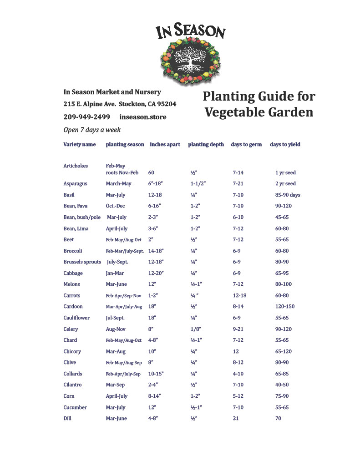 IN SEASON
In Season Market and Nursery
215 E. Alpine Ave. Stockton, CA 95204
209-949-2499 inseason.store
Open 7 days a week
Planting Guide for
Vegetable Garden
Variety name planting season inches apart planting depth days to germ days to yield
Artichokes Feb-May
roots Nov-Feb 60 ½" 7-14 1 yr seed
Asparagus March-May 6"-18" 1-1/2" 7-21 2 yr seed
Basil Mar-July 12-18 ¼" 7-10 85-90 days
Bean, Fava Oct.-Dec 6-16" 1-2" 7-10 90-120
Bean, bush/pole Mar-July 2-3" 1-2" 6-10 45-65
Bean, Lima April-July 3-6" 1-2" 7-12 60-80
Beet Feb-May/Aug-Oct 2" ½" 7-12 55-65
Broccoli Feb-Mar/July-Sept. 14-18" ¼" 6-9 60-80
Brussels sprouts July-Sept. 12-18" ¼" 6-9 80-90
Cabbage Jan-Mar 12-20" ¼" 6-9 65-95
Melons Mar-June 12" ½-1" 7-12 80-100
Carrots Feb-Apr/Sep-Nov 1-2" ¼" 12-18 60-80
Cardoon Mar-Apr/July-Aug 18" ½" 8-14 120-150
Cauliflower Jul-Sept. 18" ¼" 6-9 55-65
Celery Aug-Nov 8" 1/8" 9-21 90-120
Chard Feb-May/Aug-Oct 4-8" ½-1" 7-12 55-65
Chicory Mar-Aug 10" ¼" 12 65-120
Chive Feb-May/Aug-Sep 8" ¼" 8-12 80-90
Collards Feb-Apr/July-Sep 10-15" ¼" 4-10 65-85
Cilantro Mar-Sep 2-4" ½" 7-10 40-50
Corn April-July 8-14" 1-2" 5-12 75-90
Cucumber Mar-July 12" ½-1" 7-10 55-65
Dill Mar-June 4-8" ½" 21 70